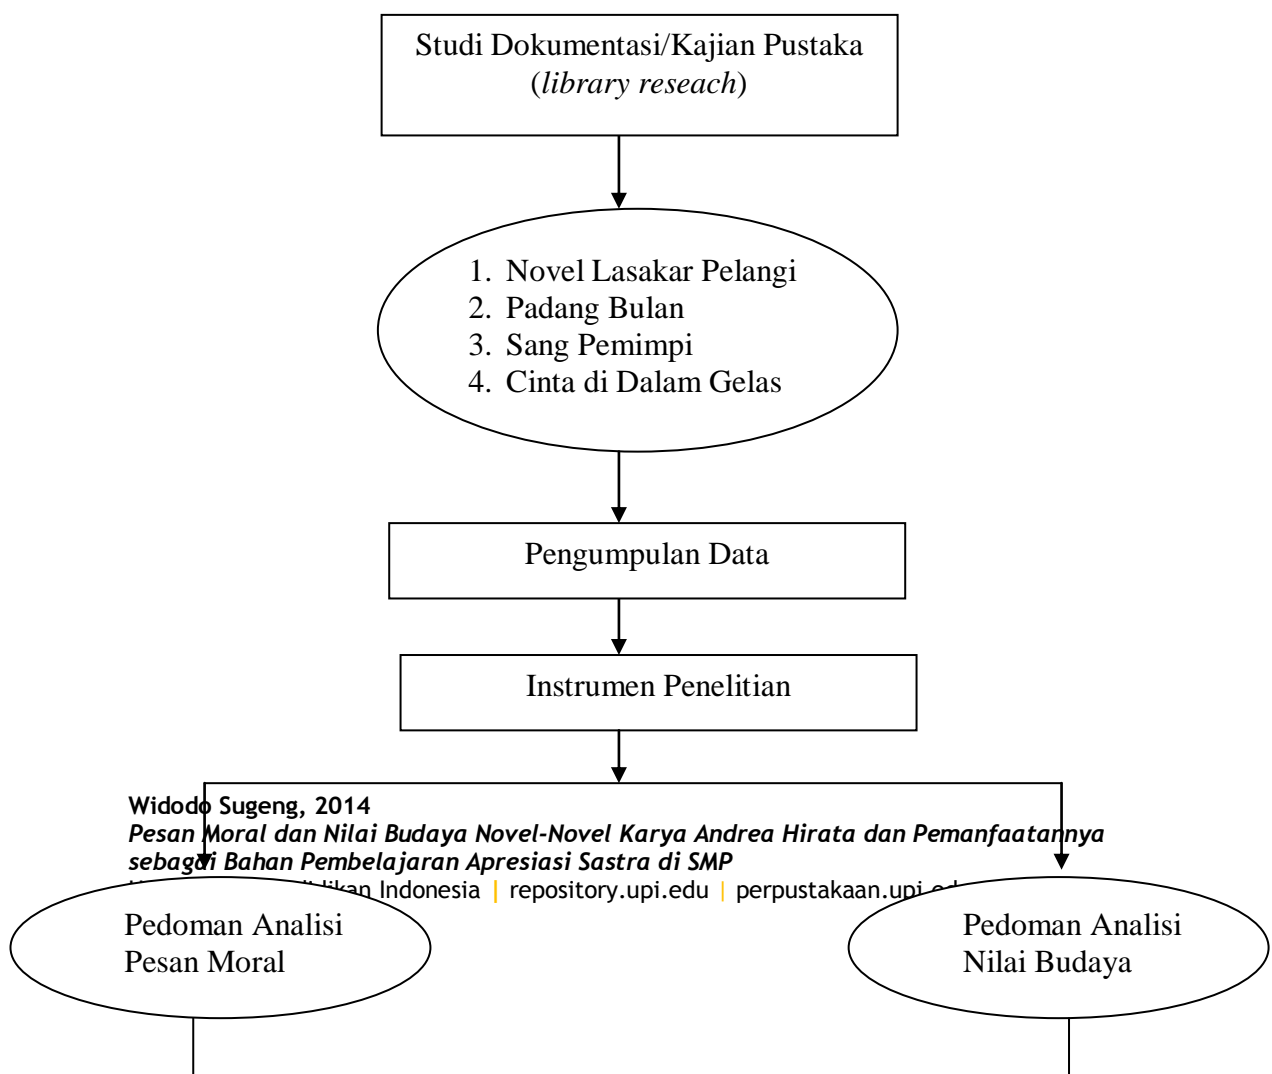 Studi Dokumentasi/Kajian Pustaka
(library reseach)
1. Novel Lasakar Pelangi
2. Padang Bulan
3. Sang Pemimpi
4. Cinta di Dalam Gelas
Pengumpulan Data
Instrumen Penelitian
Widodo Sugeng, 2014
Pesan Moral dan Nilai Budaya Novel-Novel Karya Andrea Hirata dan Pemanfaatannya
sebagai Bahan Pembelajaran Apresiasi Sastra di SMP
Indonesia | repository.upi.edu | perpustakaan.upi.edu
Pedoman Analisi
Pesan Moral
Pedoman Analisi
Nilai Budaya